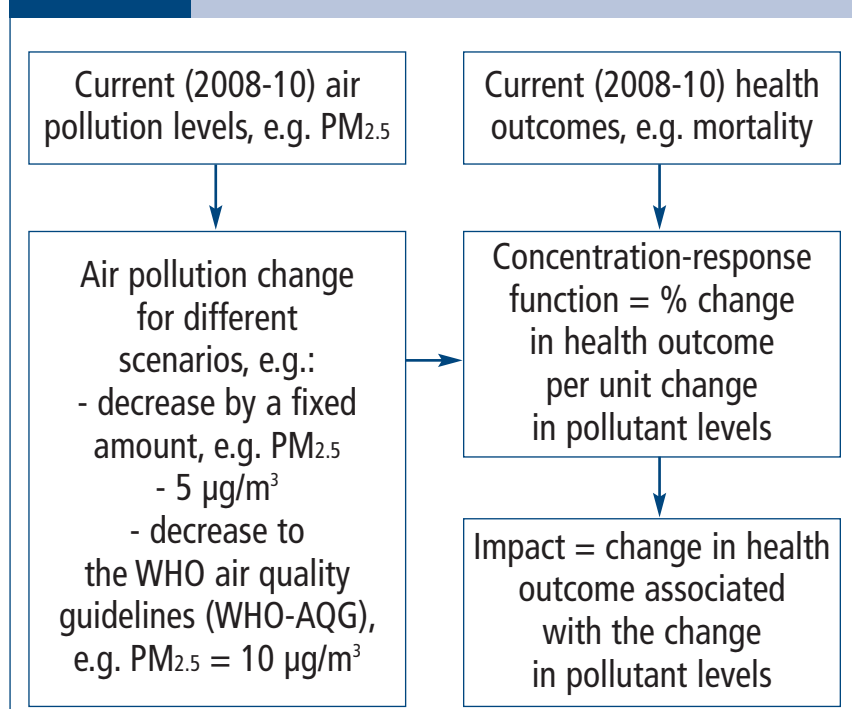 Current (2008-10) air
pollution levels, e.g. PM2.5
Current (2008-10) health
outcomes, e.g. mortality
Air pollution change
for different
scenarios, e.g.:
- decrease by a fixed
amount, e.g. PM2.5
- 5 µg/m³
- decrease to
the WHO air quality
guidelines (WHO-AQG),
e.g. PM2.5 = 10 µg/m³
Concentration-response
function = % change
in health outcome
per unit change
in pollutant levels
Impact = change in health
outcome associated
with the change
in pollutant levels